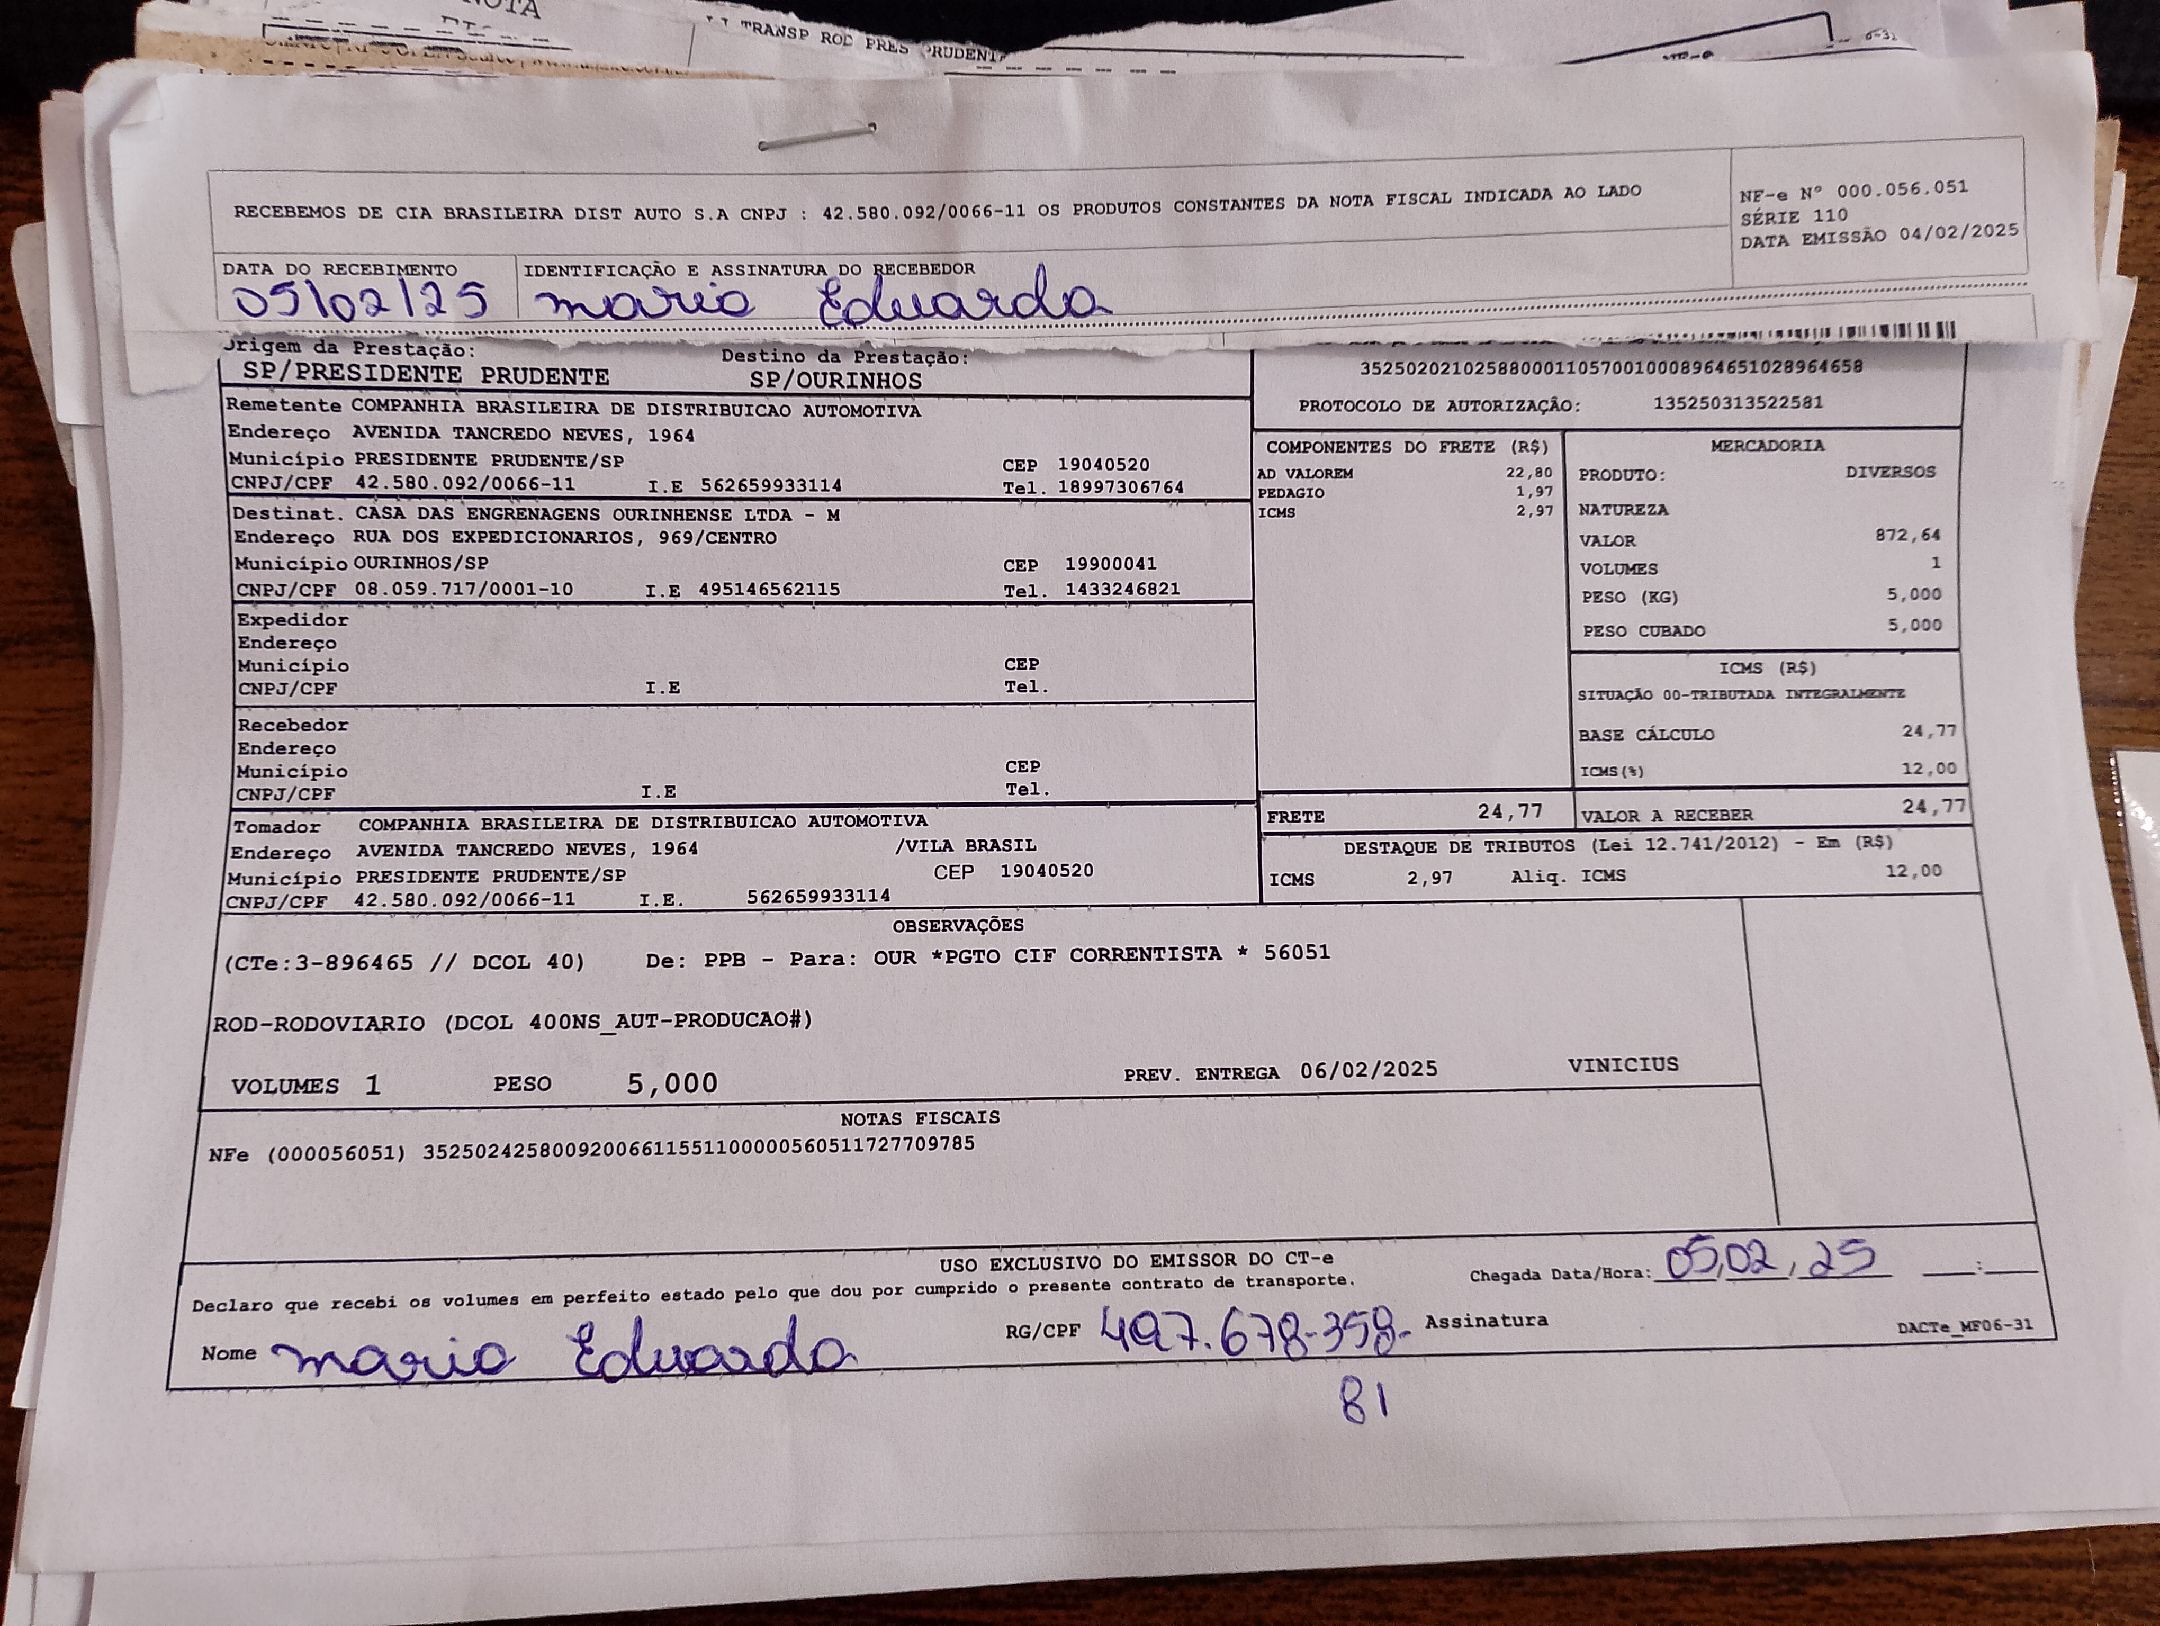 TRANSP ROD PRES PRUDENT
RECEBEMOS DE CIA BRASILEIRA DIST AUTO S.A CNPJ : 42.580.092/0066-11 OS PRODUTOS CONSTANTES DA NOTA FISCAL INDICADA AO LADO
NF-e Nº 000.056.051
SÉRIE 110
DATA EMISSÃO 04/02/2025
DATA DO RECEBIMENTO
05/02/25
IDENTIFICAÇÃO E ASSINATURA DO RECEBEDOR
maria Eduarda
Origem da Prestação:
SP/PRESIDENTE PRUDENTE
Destino da Prestação:
SP/OURINHOS
35250202102588000110570010008964651028964658
PROTOCOLO DE AUTORIZAÇÃO: 135250313522581
Remetente COMPANHIA BRASILEIRA DE DISTRIBUICAO AUTOMOTIVA
Endereço AVENIDA TANCREDO NEVES, 1964
Município PRESIDENTE PRUDENTE/SP CEP 19040520
CNPJ/CPF 42.580.092/0066-11 I.E 562659933114 Tel. 18997306764
Destinat. CASA DAS ENGRENAGENS OURINHENSE LTDA - M
Endereço RUA DOS EXPEDICIONARIOS, 969/CENTRO
Município OURINHOS/SP CEP 19900041
CNPJ/CPF 08.059.717/0001-10 I.E 495146562115 Tel. 1433246821
Expedidor
Endereço
Município CEP
CNPJ/CPF I.E Tel.
Recebedor
Endereço
Município CEP
CNPJ/CPF I.E Tel.
Tomador COMPANHIA BRASILEIRA DE DISTRIBUICAO AUTOMOTIVA
Endereço AVENIDA TANCREDO NEVES, 1964 /VILA BRASIL
Município PRESIDENTE PRUDENTE/SP CEP 19040520
CNPJ/CPF 42.580.092/0066-11 I.E. 562659933114
COMPONENTES DO FRETE (R$)
AD VALOREM 22,80
PEDAGIO 1,97
ICMS 2,97
MERCADORIA
PRODUTO: DIVERSOS
NATUREZA
VALOR 872,64
VOLUMES 1
PESO (KG) 5,000
PESO CUBADO 5,000
ICMS (R$)
SITUAÇÃO 00-TRIBUTADA INTEGRALMENTE
BASE CÁLCULO 24,77
ICMS(%) 12,00
FRETE 24,77
VALOR A RECEBER 24,77
DESTAQUE DE TRIBUTOS (Lei 12.741/2012) - Em (R$)
ICMS 2,97 Aliq. ICMS 12,00
OBSERVAÇÕES
(CTe:3-896465 // DCOL 40) De: PPB - Para: OUR *PGTO CIF CORRENTISTA * 56051
ROD-RODOVIARIO (DCOL 400NS_AUT-PRODUCAO#)
VOLUMES 1 PESO 5,000 PREV. ENTREGA 06/02/2025 VINICIUS
NOTAS FISCAIS
NFe (000056051) 35250242580092006611551100000560511727709785
USO EXCLUSIVO DO EMISSOR DO CT-e
Declaro que recebi os volumes em perfeito estado pelo que dou por cumprido o presente contrato de transporte.
Chegada Data/Hora: 05,02,25 :
Nome maria Eduarda RG/CPF 497.678-358- Assinatura
81
DACTe_MF06-31